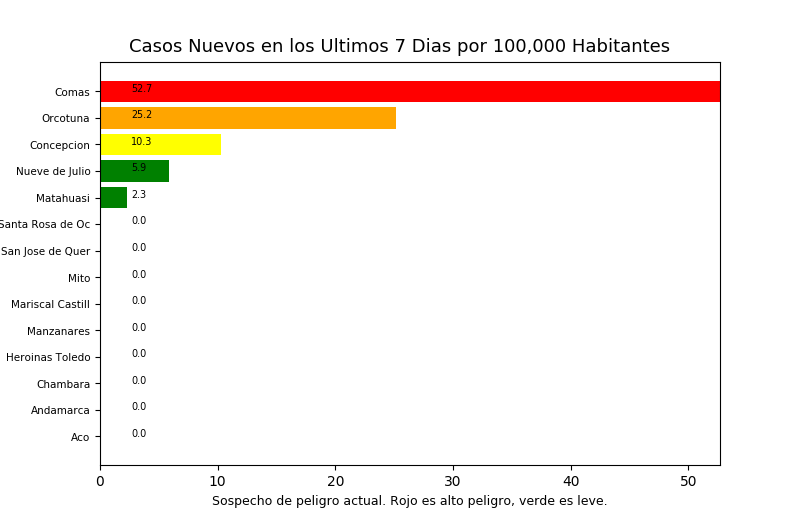 Casos Nuevos en los Ultimos 7 Dias por 100,000 Habitantes
Comas 52.7
Orcotuna 25.2
Concepcion 10.3
Nueve de Julio 5.9
Matahuasi 2.3
Santa Rosa de Oc 0.0
San Jose de Quer 0.0
Mito 0.0
Mariscal Castill 0.0
Manzanares 0.0
Heroinas Toledo 0.0
Chambara 0.0
Andamarca 0.0
Aco 0.0
0 10 20 30 40 50
Sospecho de peligro actual. Rojo es alto peligro, verde es leve.